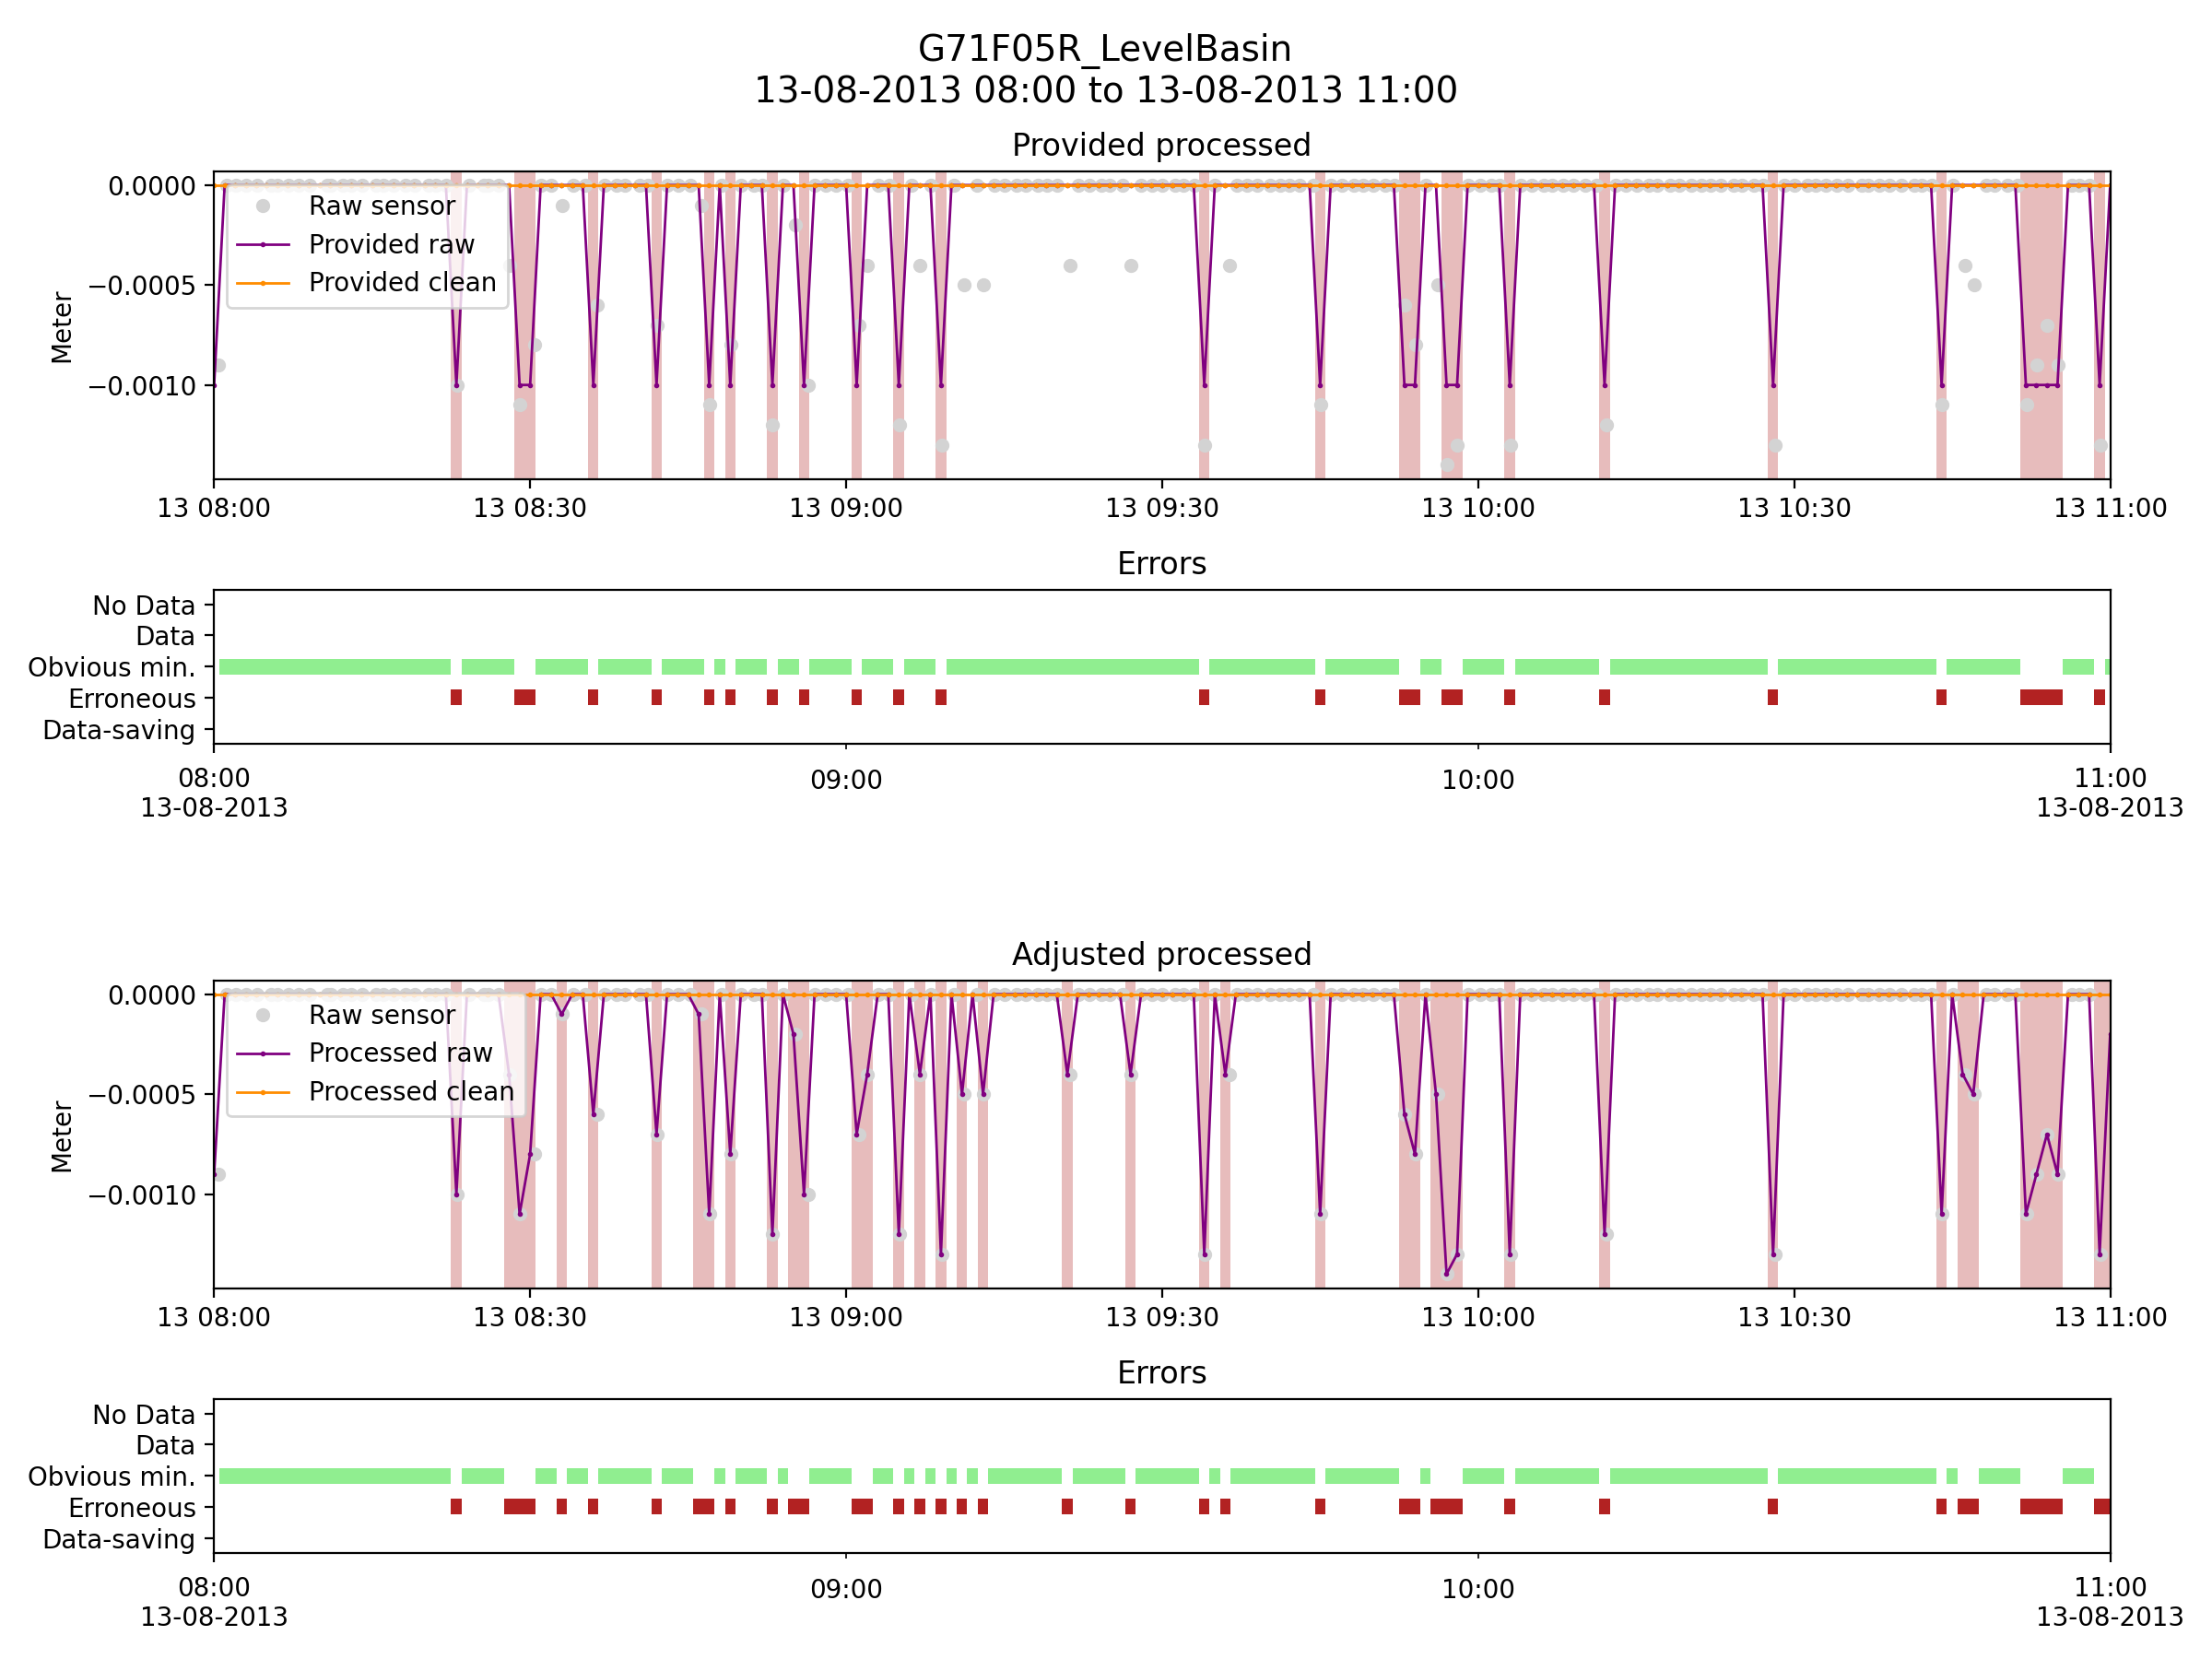 G71F05R_LevelBasin
13-08-2013 08:00 to 13-08-2013 11:00
Provided processed
Meter
0.0000
−0.0005
−0.0010
Raw sensor
Provided raw
Provided clean
13 08:00 13 08:30 13 09:00 13 09:30 13 10:00 13 10:30 13 11:00
Errors
No Data
Data
Obvious min.
Erroneous
Data-saving
08:00 09:00 10:00 11:00
13-08-2013 13-08-2013
Adjusted processed
Meter
0.0000
−0.0005
−0.0010
Raw sensor
Processed raw
Processed clean
13 08:00 13 08:30 13 09:00 13 09:30 13 10:00 13 10:30 13 11:00
Errors
No Data
Data
Obvious min.
Erroneous
Data-saving
08:00 09:00 10:00 11:00
13-08-2013 13-08-2013